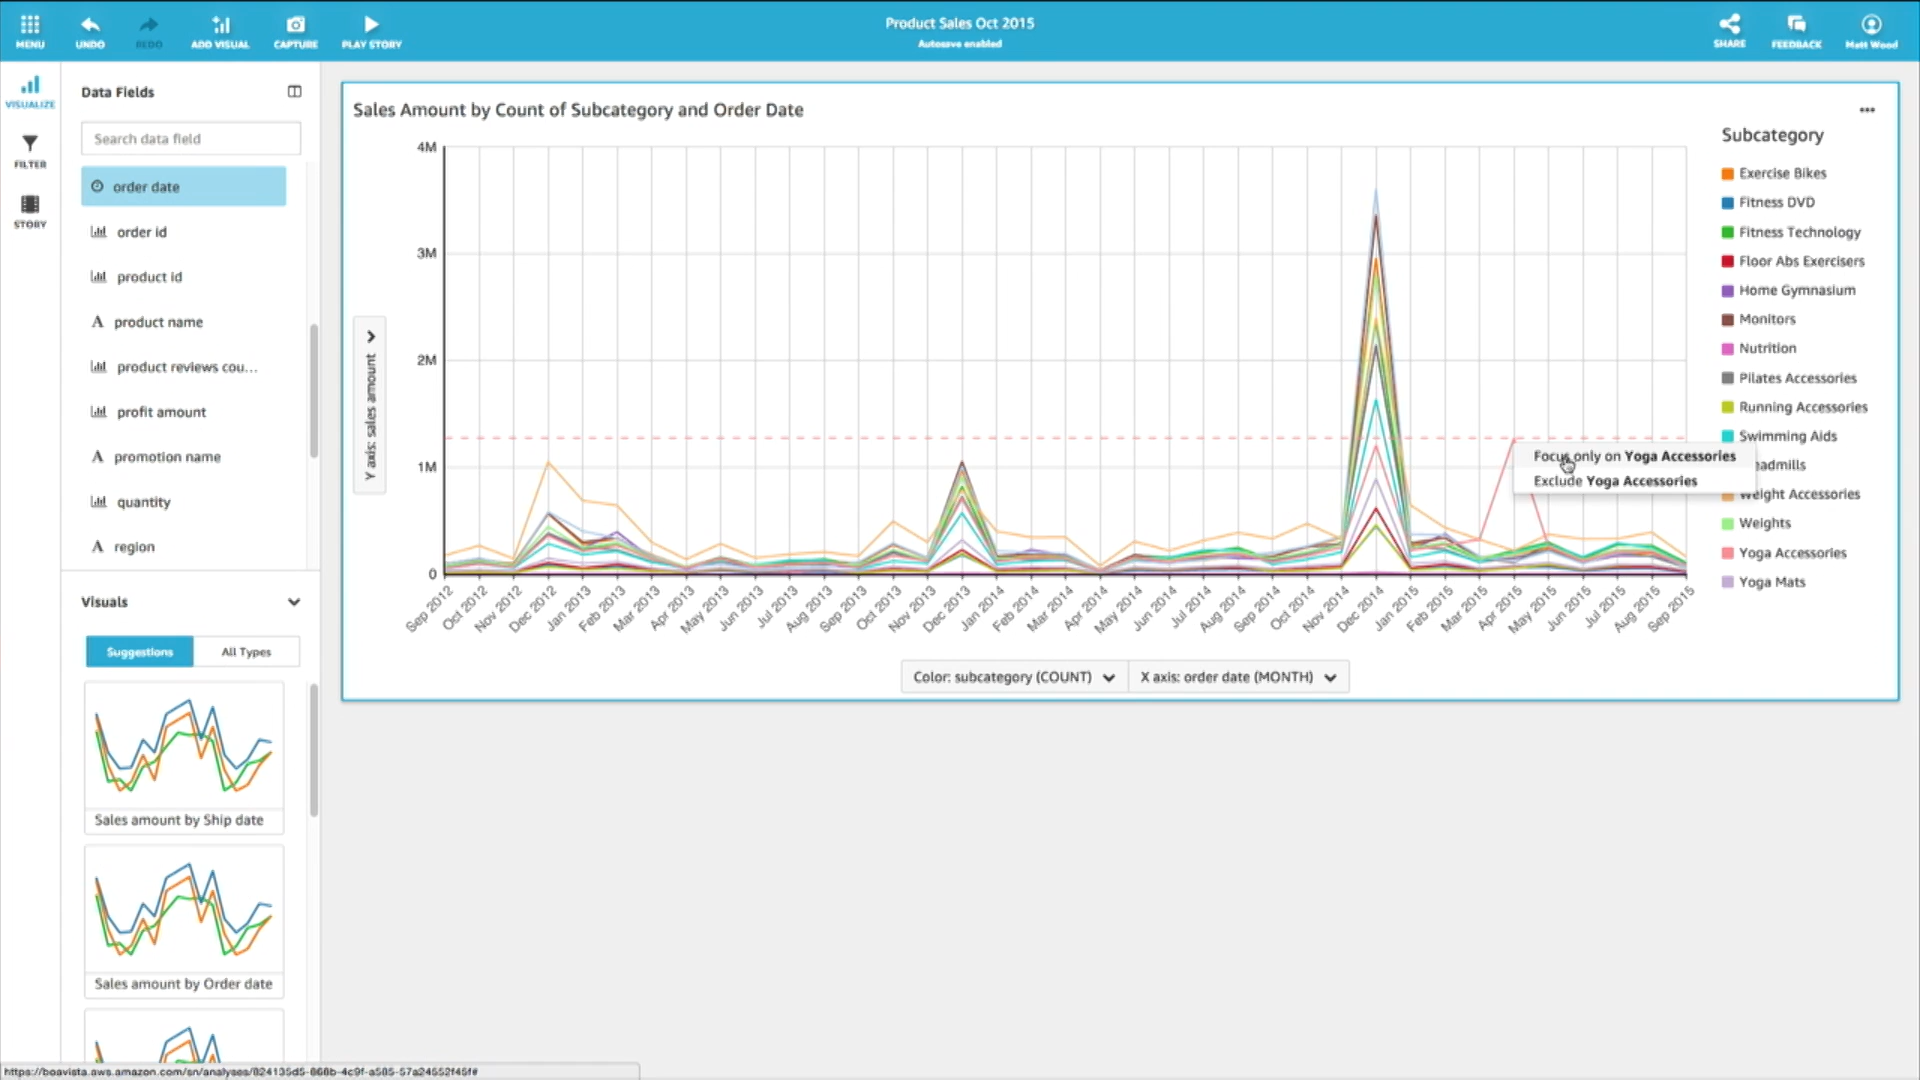 MENU
UNDO
REDO
ADD VISUAL
CAPTURE
PLAY STORY
Product Sales Oct 2015
Autosave enabled
SHARE
FEEDBACK
Matt Wood
VISUALIZE
FILTER
STORY
Data Fields
Search data field
order date
order id
product id
product name
product reviews cou...
profit amount
promotion name
quantity
region
Visuals
Suggestions
All Types
Sales amount by Ship date
Sales amount by Order date
Sales Amount by Count of Subcategory and Order Date
Y axis: sales amount
4M
3M
2M
1M
0
Sep 2012
Oct 2012
Nov 2012
Dec 2012
Jan 2013
Feb 2013
Mar 2013
Apr 2013
May 2013
Jun 2013
Jul 2013
Aug 2013
Sep 2013
Oct 2013
Nov 2013
Dec 2013
Jan 2014
Feb 2014
Mar 2014
Apr 2014
May 2014
Jun 2014
Jul 2014
Aug 2014
Sep 2014
Oct 2014
Nov 2014
Dec 2014
Jan 2015
Feb 2015
Mar 2015
Apr 2015
May 2015
Jun 2015
Jul 2015
Aug 2015
Sep 2015
Color: subcategory (COUNT)
X axis: order date (MONTH)
Subcategory
Exercise Bikes
Fitness DVD
Fitness Technology
Floor Abs Exercisers
Home Gymnasium
Monitors
Nutrition
Pilates Accessories
Running Accessories
Swimming Aids
eadmills
Weight Accessories
Weights
Yoga Accessories
Yoga Mats
Focus only on Yoga Accessories
Exclude Yoga Accessories